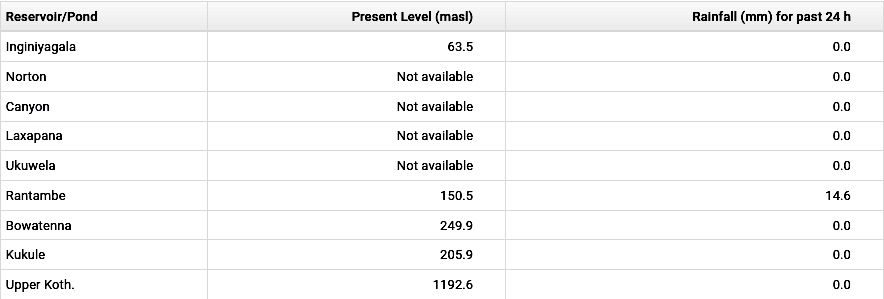 Reservoir/Pond Present Level (masl) Rainfall (mm) for past 24 h
Inginiyagala 63.5 0.0
Norton Not available 0.0
Canyon Not available 0.0
Laxapana Not available 0.0
Ukuwela Not available 0.0
Rantambe 150.5 14.6
Bowatenna 249.9 0.0
Kukule 205.9 0.0
Upper Koth. 1192.6 0.0